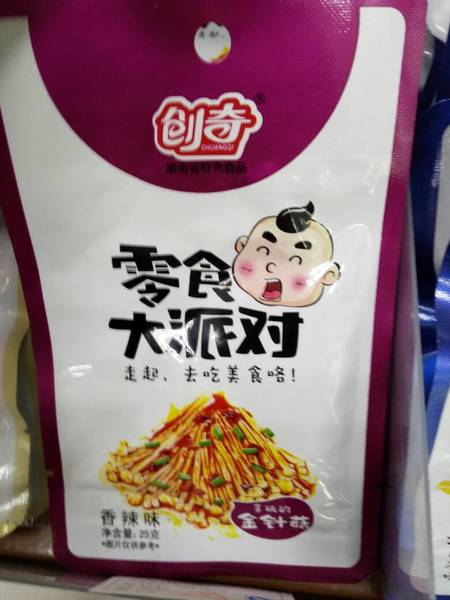 创奇®
CHUANGQI
湖南省特色食品
零食
大派对
走起,去吃美食咯!
金针菇
香辣味
净含量:25克
*图片仅供参考*